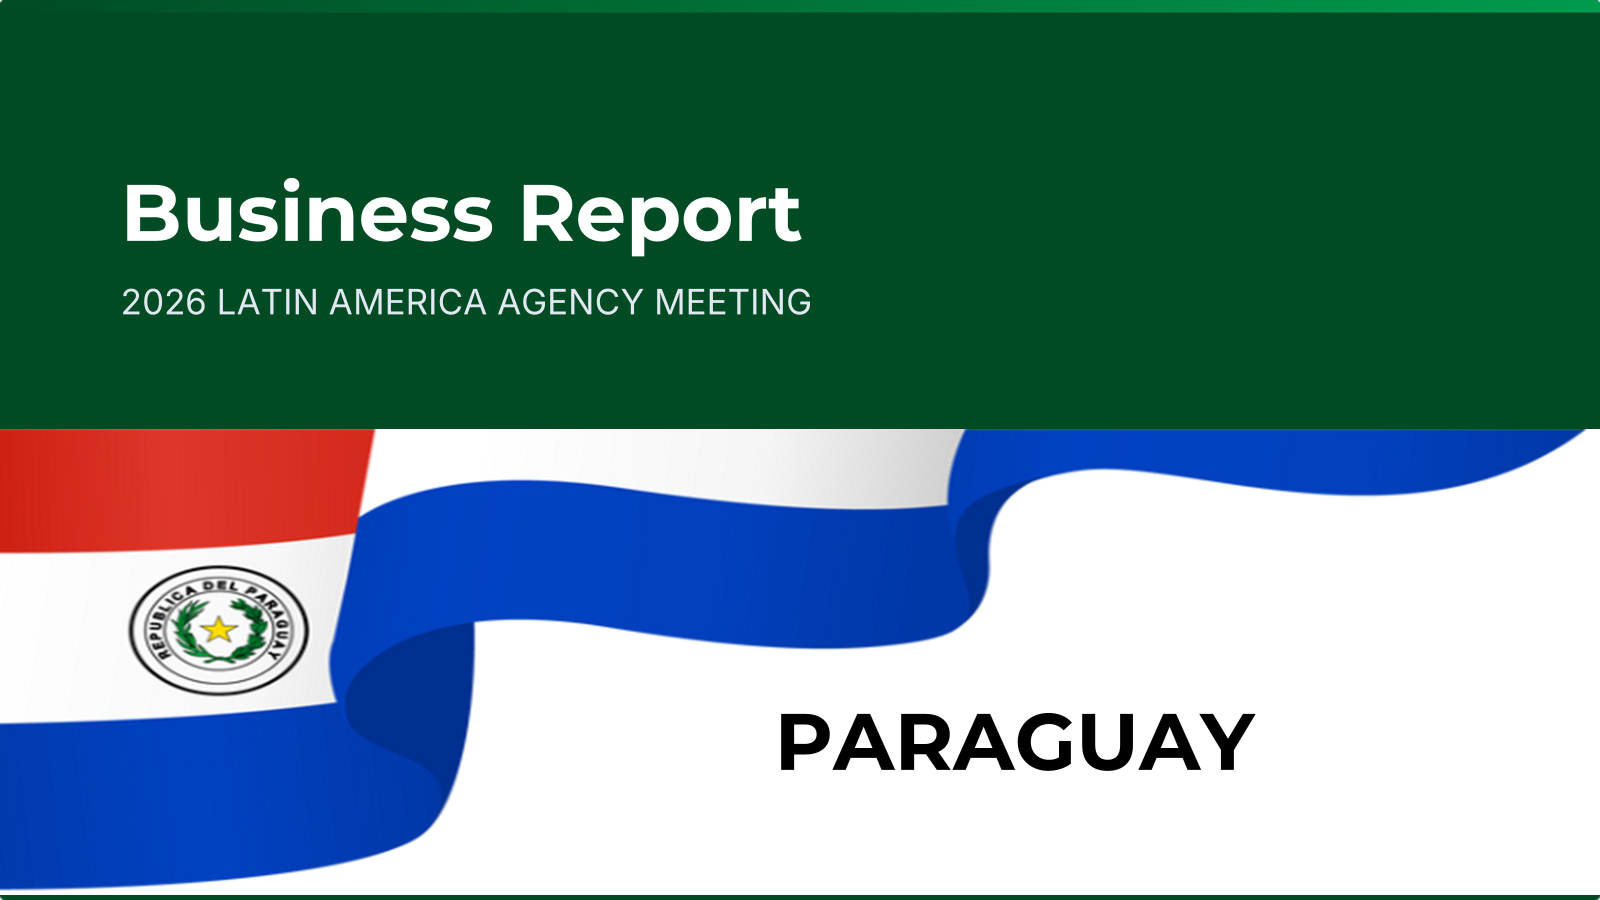 Business Report
2026 LATIN AMERICA AGENCY MEETING
REPUBLICA DEL PARAGUAY
PARAGUAY